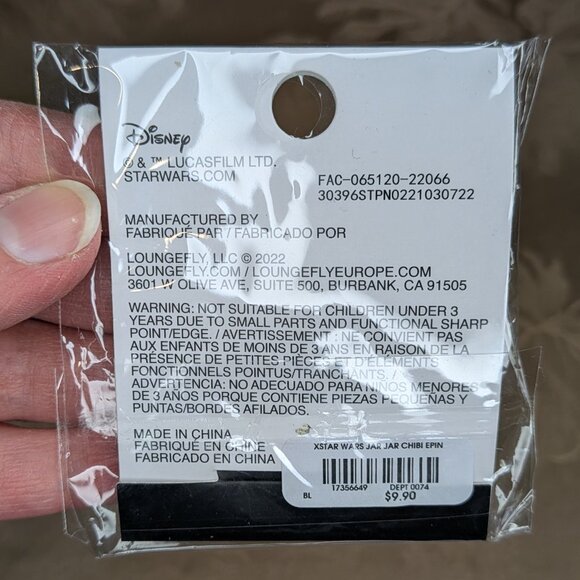 Disney
© & ™ LUCASFILM LTD.
STARWARS.COM
FAC-065120-22066
30396STPN0221030722
MANUFACTURED BY
FABRIQUÉ PAR / FABRICADO POR
LOUNGEFLY, LLC © 2022
LOUNGEFLY.COM / LOUNGEFLYEUROPE.COM
3601 W OLIVE AVE, SUITE 500, BURBANK, CA 91505
WARNING: NOT SUITABLE FOR CHILDREN UNDER 3
YEARS DUE TO SMALL PARTS AND FUNCTIONAL SHARP
POINT/EDGE. / AVERTISSEMENT : NE CONVIENT PAS
AUX ENFANTS DE MOINS DE 3 ANS EN RAISON DE LA
PRÉSENCE DE PETITES PIÈCES ET D'ÉLÉMENTS
FONCTIONNELS POINTUS/TRANCHANTS. /
ADVERTENCIA: NO ADECUADO PARA NIÑOS MENORES
DE 3 AÑOS PORQUE CONTIENE PIEZAS PEQUEÑAS Y
PUNTAS/BORDES AFILADOS.
MADE IN CHINA
FABRIQUÉ EN CHINE
FABRICADO EN CHINA
XSTAR WARS JAR JAR CHIBI EPIN
17356649 DEPT 0074
BL $9.90